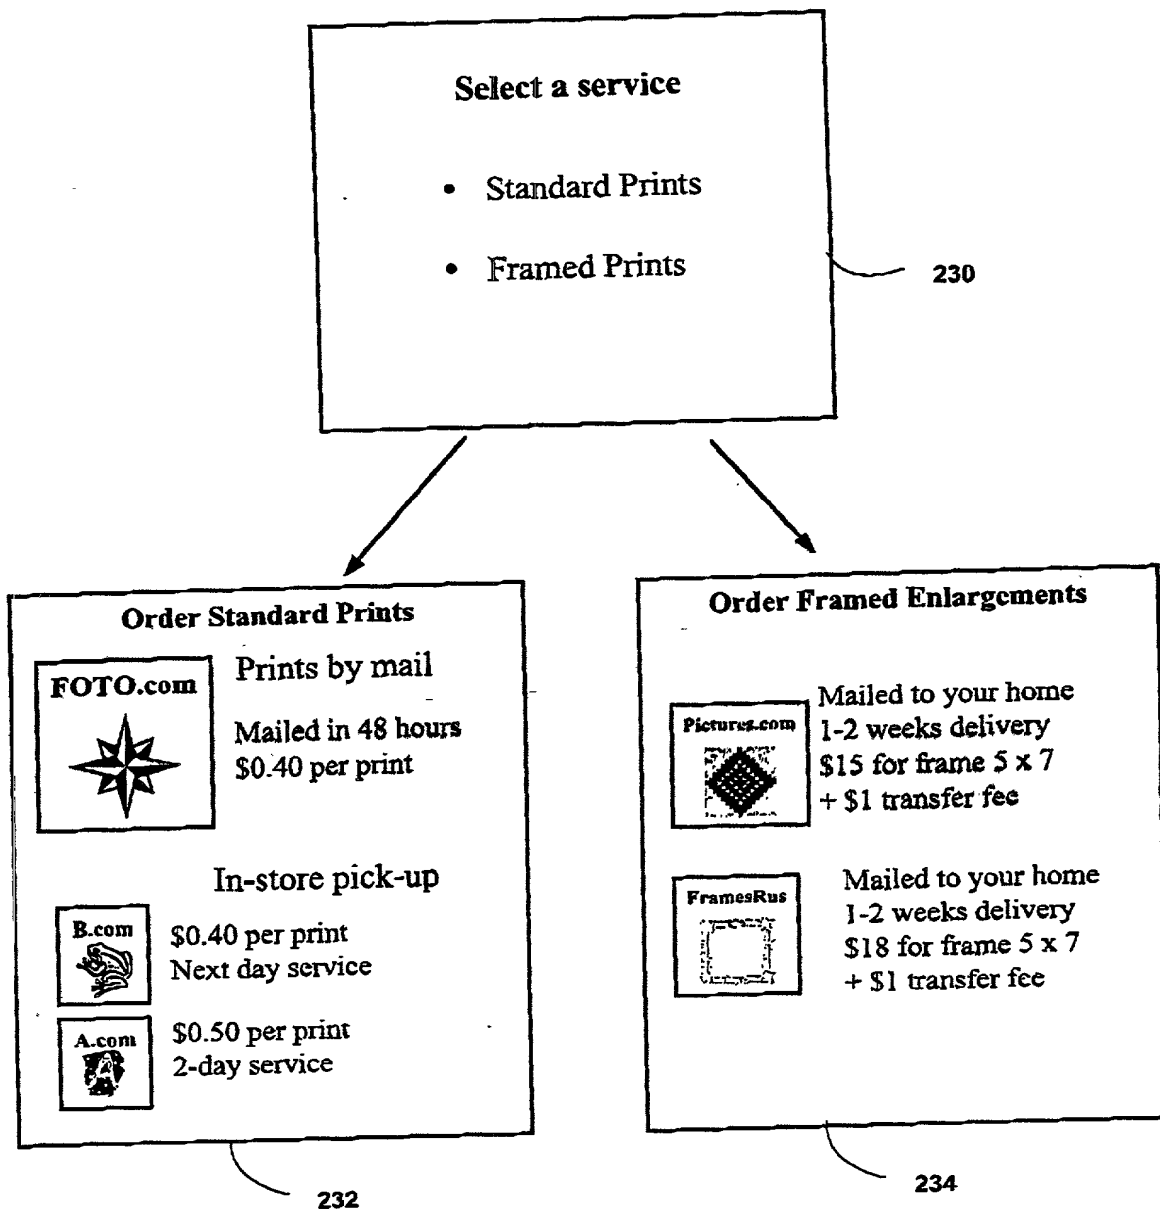 Select a service
• Standard Prints
• Framed Prints
230
Order Standard Prints
FOTO.com
Prints by mail
Mailed in 48 hours
$0.40 per print
In-store pick-up
B.com
$0.40 per print
Next day service
A.com
A
$0.50 per print
2-day service
232
Order Framed Enlargements
Pictures.com
Mailed to your home
1-2 weeks delivery
$15 for frame 5 x 7
+ $1 transfer fee
FramesRus
Mailed to your home
1-2 weeks delivery
$18 for frame 5 x 7
+ $1 transfer fee
234